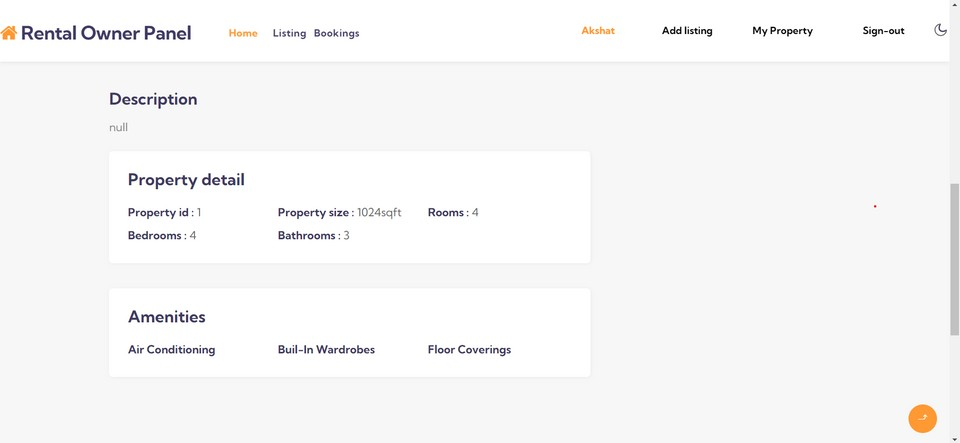 Rental Owner Panel Home Listing Bookings Akshat Add listing My Property Sign-out
Description
null
Property detail
Property id : 1 Property size : 1024sqft Rooms : 4
Bedrooms : 4 Bathrooms : 3
Amenities
Air Conditioning Buil-In Wardrobes Floor Coverings